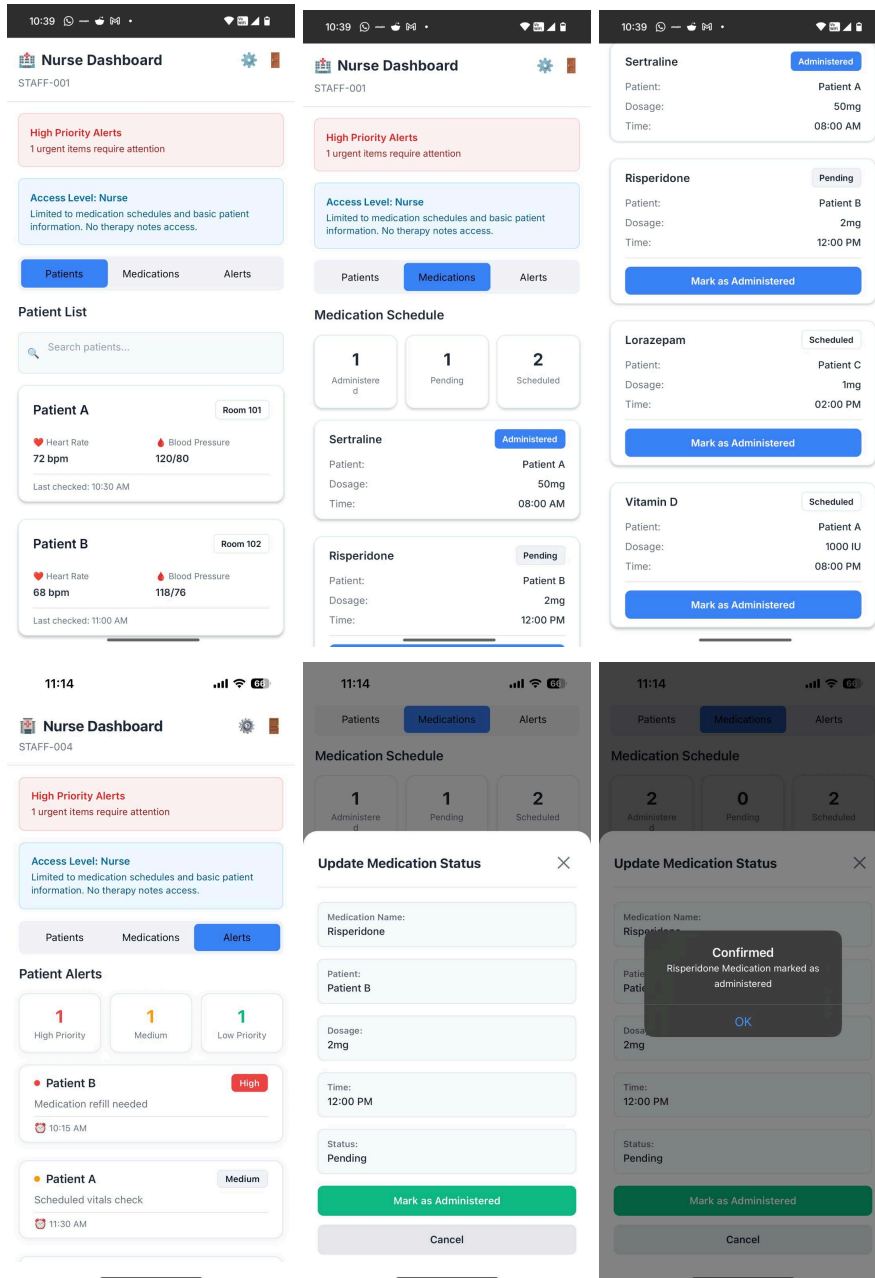 10:39
Nurse Dashboard
STAFF-001
High Priority Alerts
1 urgent items require attention
Access Level: Nurse
Limited to medication schedules and basic patient
information. No therapy notes access.
Patients Medications Alerts
Patient List
Search patients...
Patient A Room 101
Heart Rate Blood Pressure
72 bpm 120/80
Last checked: 10:30 AM
Patient B Room 102
Heart Rate Blood Pressure
68 bpm 118/76
Last checked: 11:00 AM
10:39
Nurse Dashboard
STAFF-001
High Priority Alerts
1 urgent items require attention
Access Level: Nurse
Limited to medication schedules and basic patient
information. No therapy notes access.
Patients Medications Alerts
Medication Schedule
1 1 2
Administere Pending Scheduled
d
Sertraline Administered
Patient: Patient A
Dosage: 50mg
Time: 08:00 AM
Risperidone Pending
Patient: Patient B
Dosage: 2mg
Time: 12:00 PM
10:39
Sertraline Administered
Patient: Patient A
Dosage: 50mg
Time: 08:00 AM
Risperidone Pending
Patient: Patient B
Dosage: 2mg
Time: 12:00 PM
Mark as Administered
Lorazepam Scheduled
Patient: Patient C
Dosage: 1mg
Time: 02:00 PM
Mark as Administered
Vitamin D Scheduled
Patient: Patient A
Dosage: 1000 IU
Time: 08:00 PM
Mark as Administered
11:14 66
Nurse Dashboard
STAFF-004
High Priority Alerts
1 urgent items require attention
Access Level: Nurse
Limited to medication schedules and basic patient
information. No therapy notes access.
Patients Medications Alerts
Patient Alerts
1 1 1
High Priority Medium Low Priority
Patient B High
Medication refill needed
10:15 AM
Patient A Medium
Scheduled vitals check
11:30 AM
11:14 66
Patients Medications Alerts
Medication Schedule
1 1 2
Administere Pending Scheduled
d
Update Medication Status
Medication Name:
Risperidone
Patient:
Patient B
Dosage:
2mg
Time:
12:00 PM
Status:
Pending
Mark as Administered
Cancel
11:14 66
Patients Medications Alerts
Medication Schedule
2 0 2
Administere Pending Scheduled
d
Update Medication Status
Medication Name:
Confirmed
Risperidone Medication marked as
administered
OK
2mg
Time:
12:00 PM
Status:
Pending
Mark as Administered
Cancel